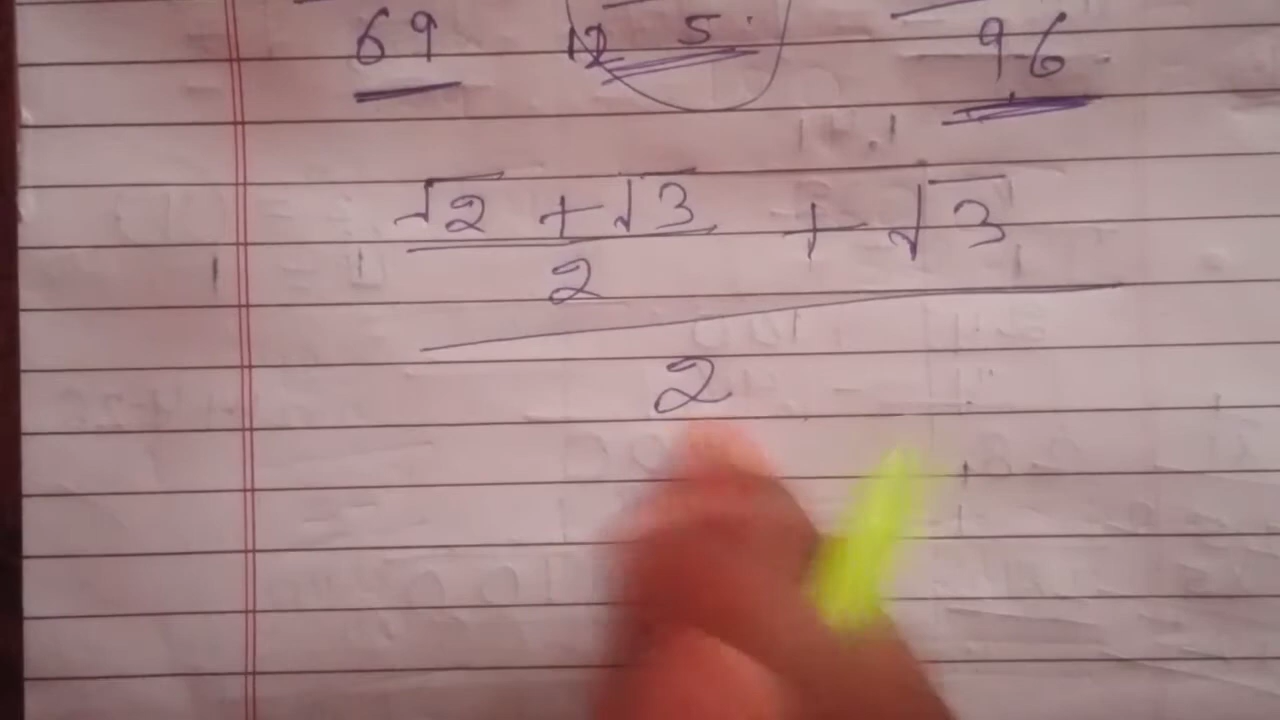 69 12 5. 96
√2 + √3 + √3
2
2